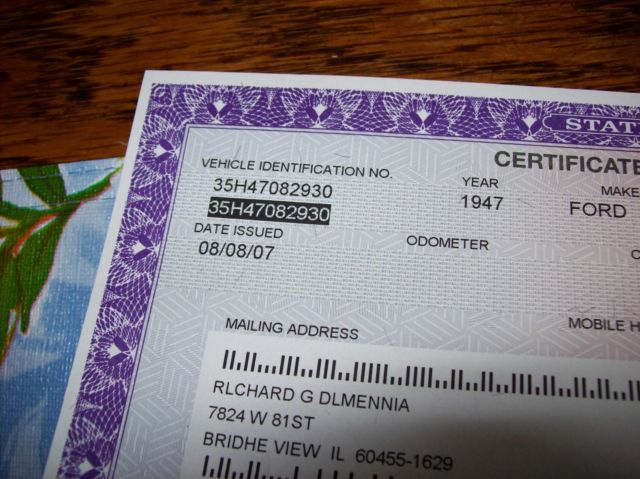 STAT
CERTIFICATE
VEHICLE IDENTIFICATION NO.
35H47082930
35H47082930
YEAR
1947
MAKE
FORD
DATE ISSUED
08/08/07
ODOMETER
MAILING ADDRESS
MOBILE H
RLCHARD G DLMENNIA
7824 W 81ST
BRIDHE VIEW IL 60455-1629